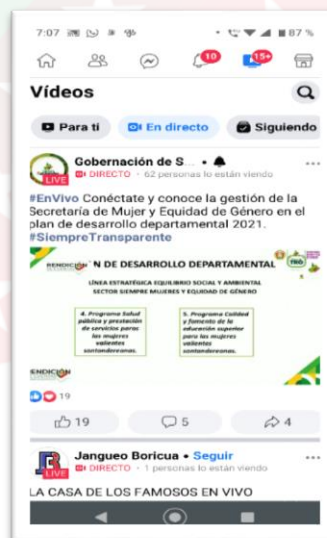 7:07
87 %
10
15+
Vídeos
Para ti
En directo
Siguiendo
Gobernación de S...
LIVE
DIRECTO · 62 personas lo están viendo
#EnVivo Conéctate y conoce la gestión de la
Secretaría de Mujer y Equidad de Género en el
plan de desarrollo departamental 2021.
#SiempreTransparente
RENDICIÓN
N DE DESARROLLO DEPARTAMENTAL
LÍNEA ESTRATÉGICA EQUILIBRIO SOCIAL Y AMBIENTAL
SECTOR SIEMPRE MUJERES Y EQUIDAD DE GÉNERO
4. Programa Salud
pública y prestación
de servicios paras
las mujeres
valientes
santandereanas.
5. Programa Calidad
y fomento de la
educación superior
para las mujeres
valientes
santandereanas.
RENDICIÓN
19
19
5
4
Jangueo Boricua • Seguir
LIVE
DIRECTO · 1 personas lo están viendo
LA CASA DE LOS FAMOSOS EN VIVO